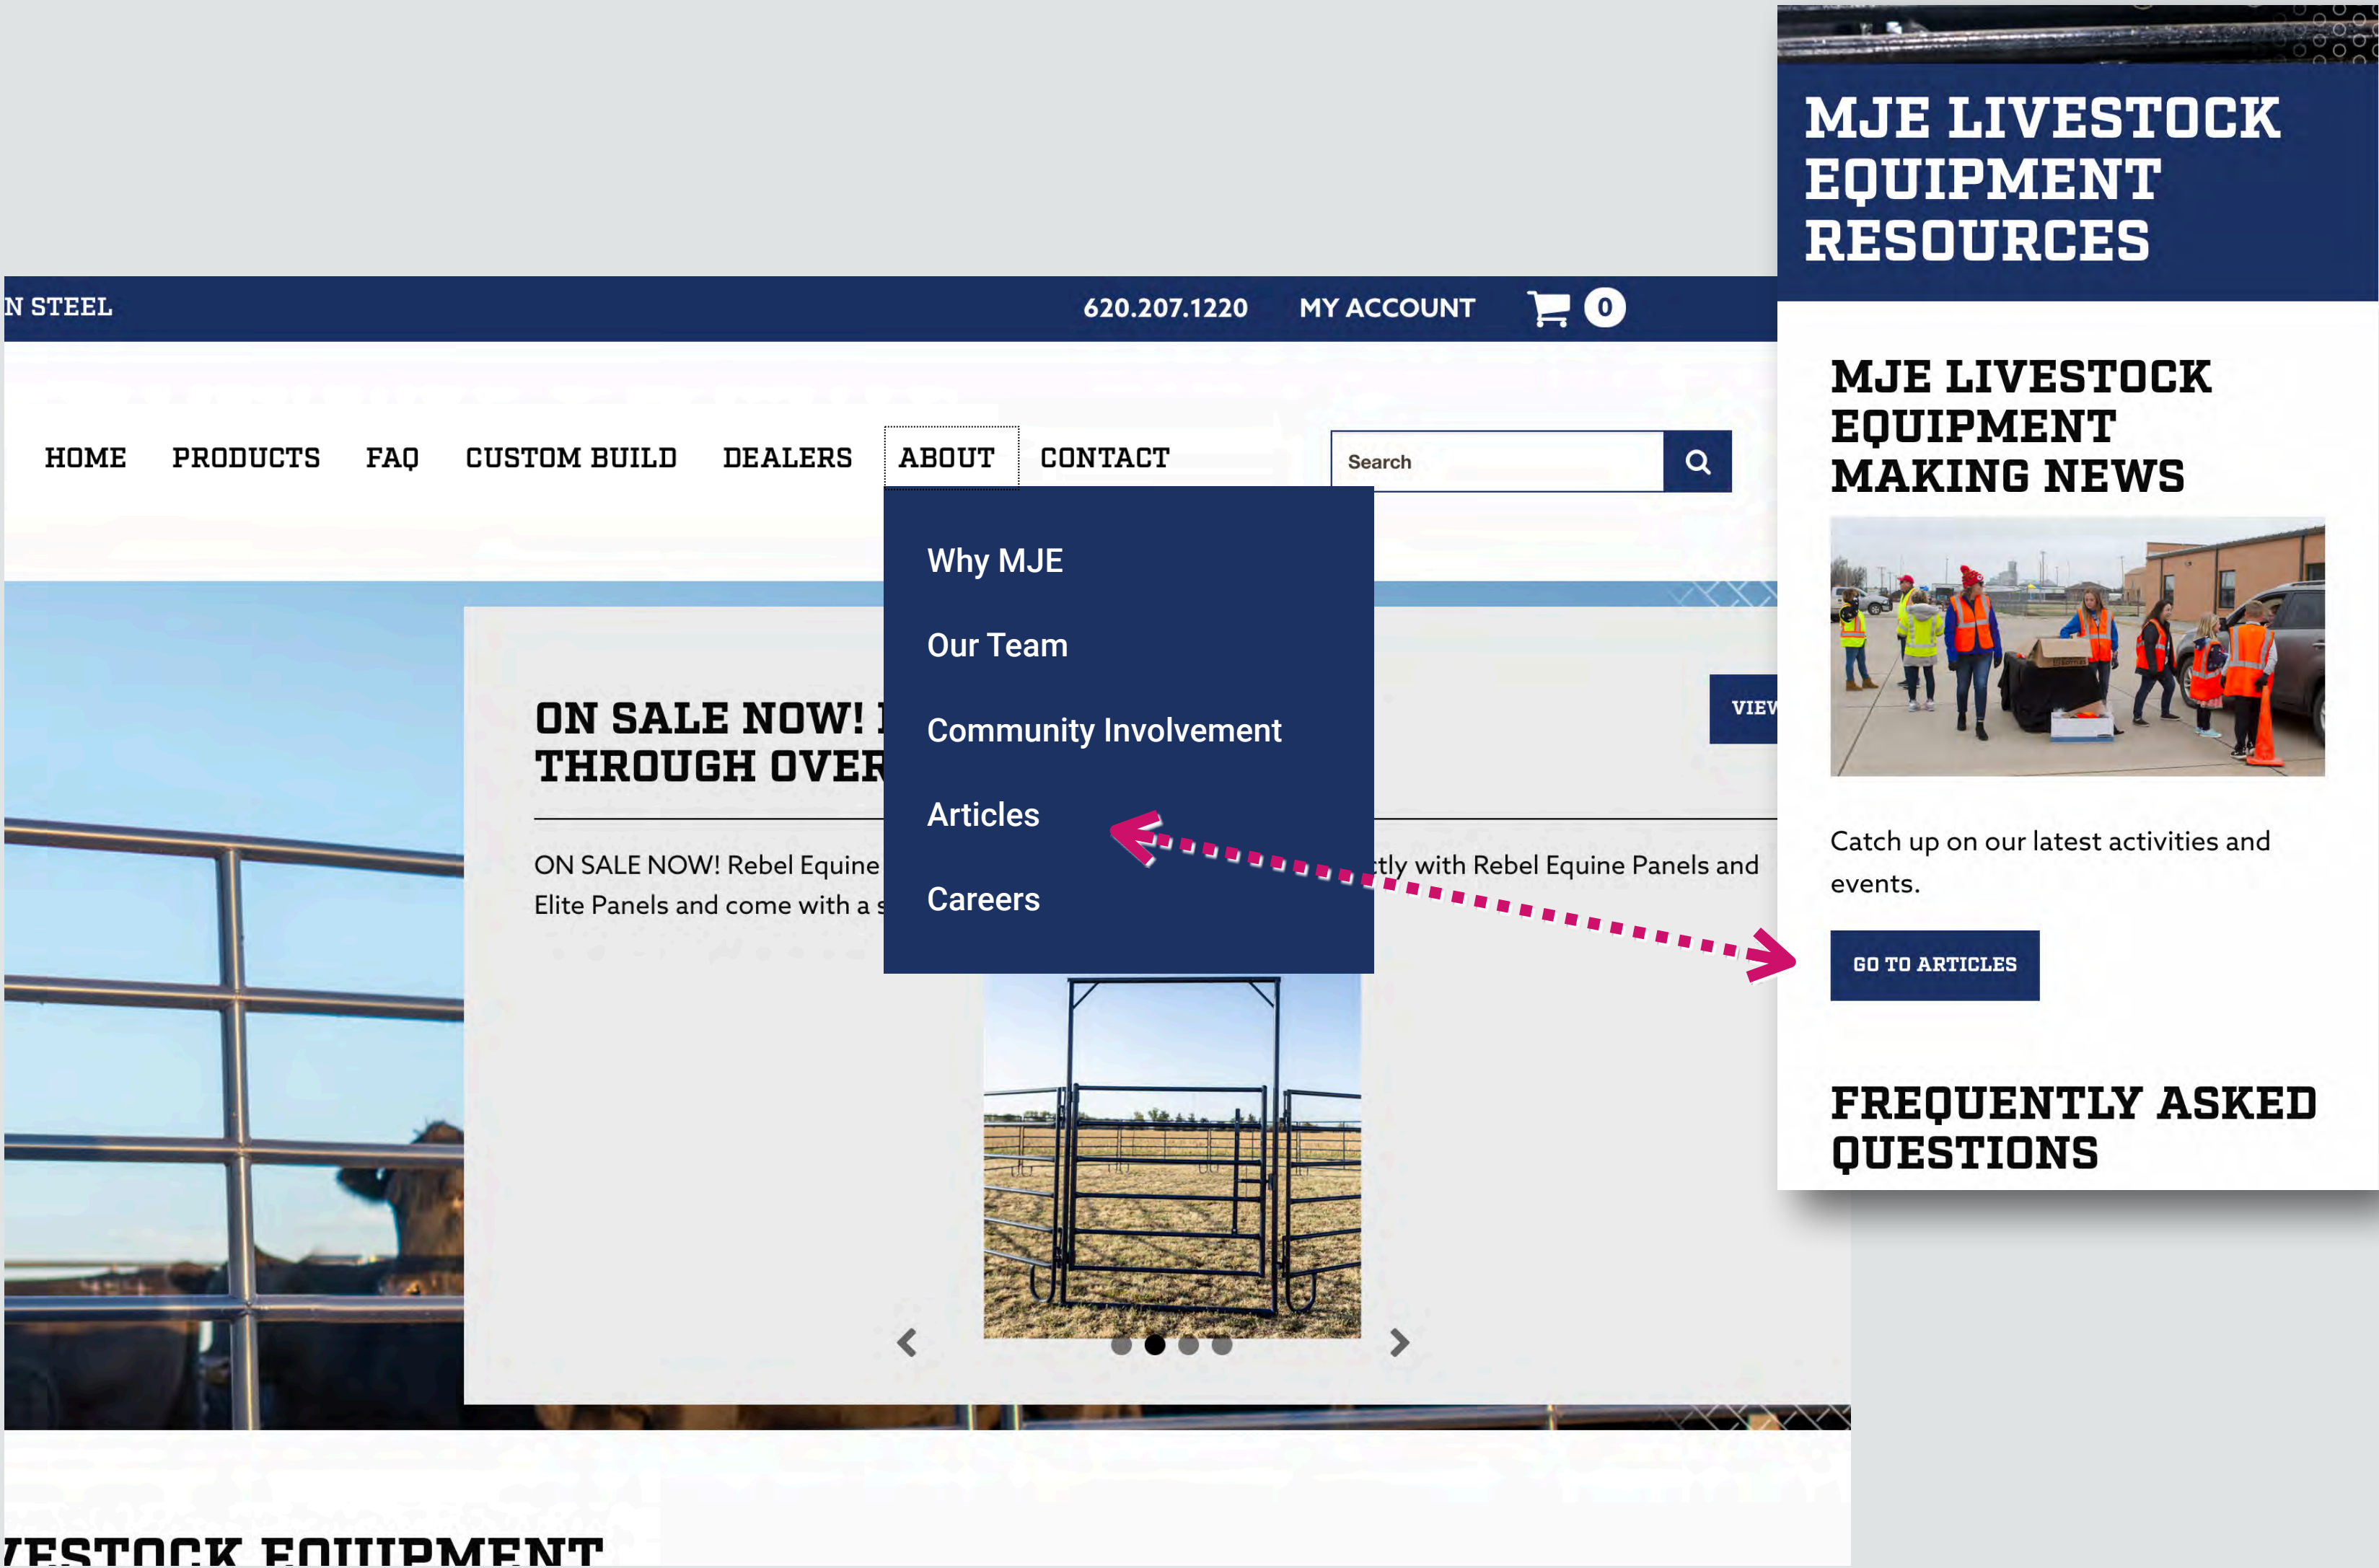 N STEEL
620.207.1220
MY ACCOUNT
0
HOME
PRODUCTS
FAQ
CUSTOM BUILD
DEALERS
ABOUT
CONTACT
Search
Why MJE
Our Team
Community Involvement
Articles
Careers
ON SALE NOW!
THROUGH OVER
VIEW
ON SALE NOW! Rebel Equine
ctly with Rebel Equine Panels and
Elite Panels and come with a s
VESTOCK EQUIPMENT
MJE LIVESTOCK
EQUIPMENT
RESOURCES
MJE LIVESTOCK
EQUIPMENT
MAKING NEWS
Catch up on our latest activities and
events.
GO TO ARTICLES
FREQUENTLY ASKED
QUESTIONS